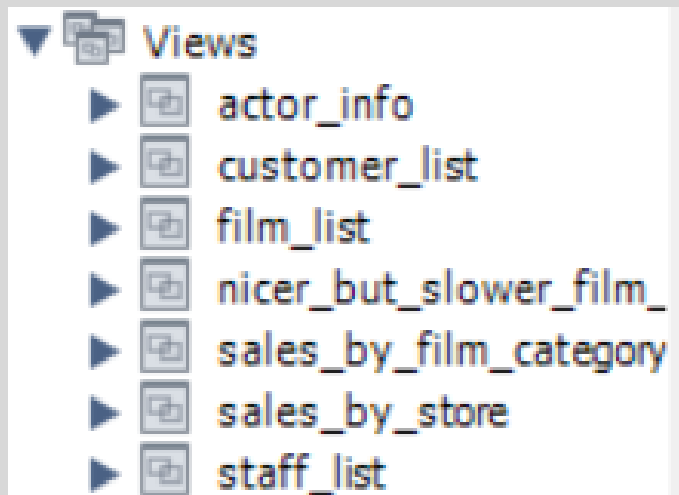 Views
actor_info
customer_list
film_list
nicer_but_slower_film_
sales_by_film_category
sales_by_store
staff_list